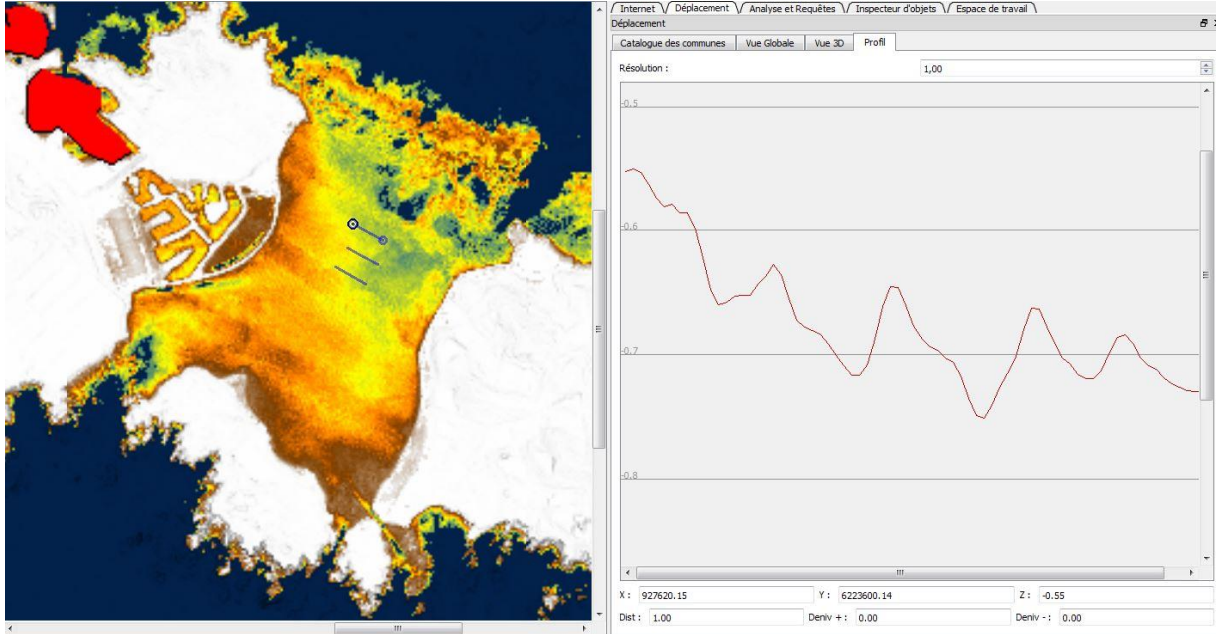 Internet Déplacement Analyse et Requêtes Inspecteur d'objets Espace de travail
Déplacement
Catalogue des communes Vue Globale Vue 3D Profil
Résolution : 1,00
-0.5
-0.6
-0.7
-0.8
X : 927620.15 Y : 6223600.14 Z : -0.55
Dist : 1.00 Deniv + : 0.00 Deniv - : 0.00